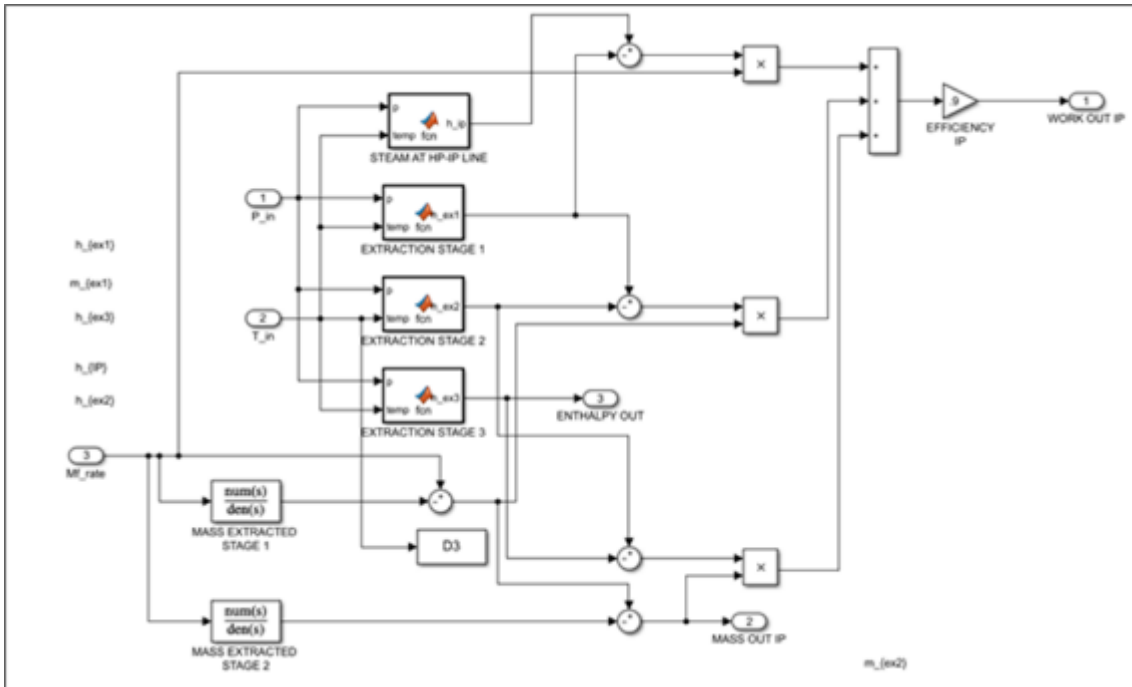 p
temp
fcn
h_ip
STEAM AT HP-IP LINE
×
+
+
+
.9
EFFICIENCY
IP
1
WORK OUT IP
1
P_in
p
temp
fcn
h_ex1
EXTRACTION STAGE 1
h_{ex1}
m_{ex1}
h_{ex3}
h_{IP}
h_{ex2}
2
T_in
p
temp
fcn
h_ex2
EXTRACTION STAGE 2
×
p
temp
fcn
h_ex3
EXTRACTION STAGE 3
3
ENTHALPY OUT
3
Mf_rate
num(s)
den(s)
MASS EXTRACTED
STAGE 1
D3
×
num(s)
den(s)
MASS EXTRACTED
STAGE 2
2
MASS OUT IP
m_{ex2}